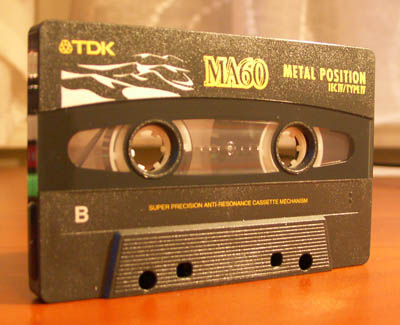 TDK
MA60
METAL POSITION
IEC IV/TYPE IV
B
SUPER PRECISION ANTI-RESONANCE CASSETTE MECHANISM